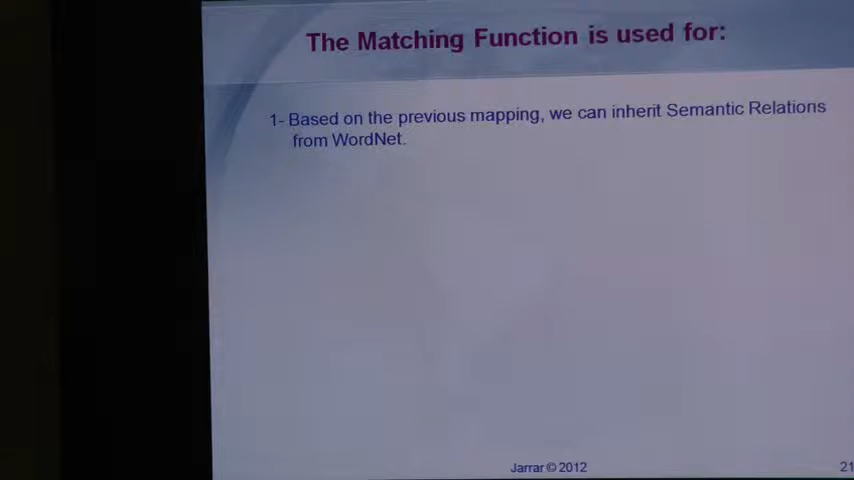 The Matching Function is used for:
1- Based on the previous mapping, we can inherit Semantic Relations
from WordNet.
Jarrar © 2012
21